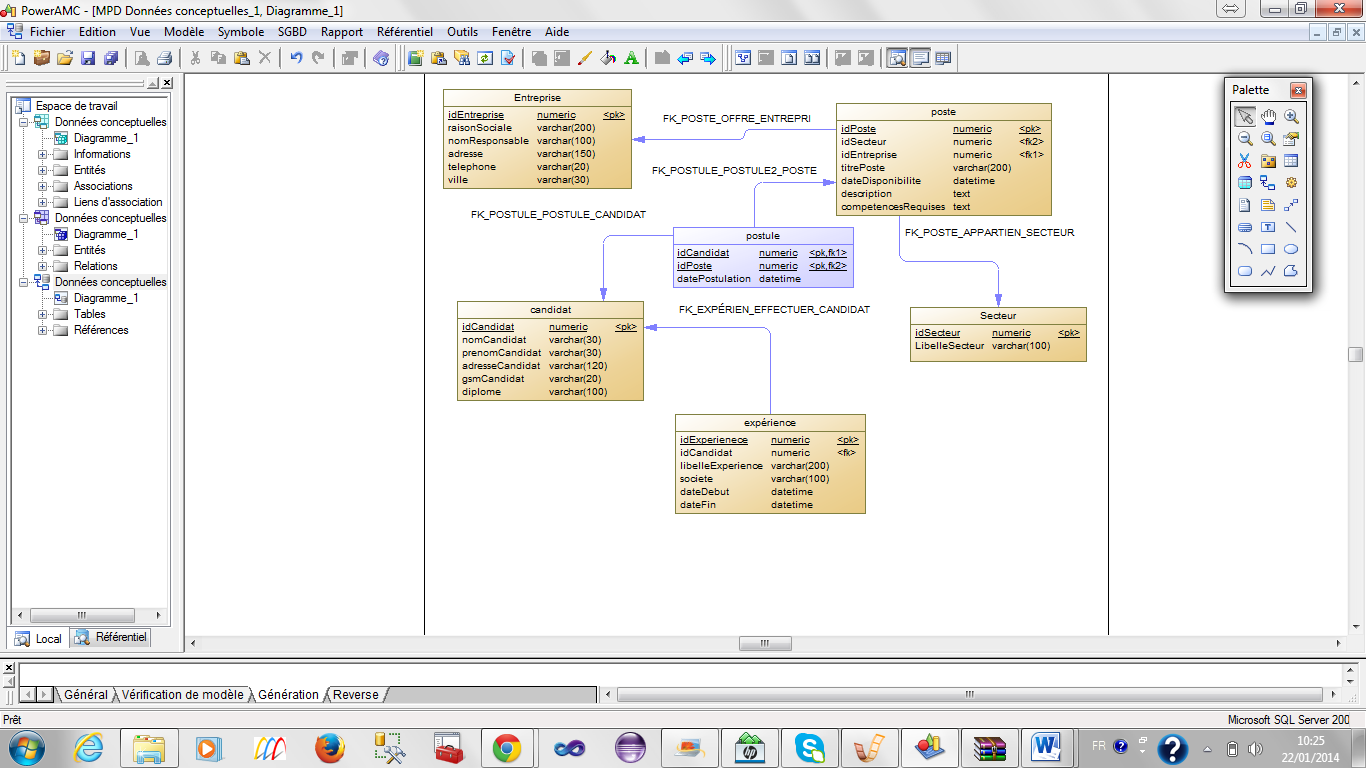 PowerAMC - [MPD Données conceptuelles_1, Diagramme_1]
Fichier Edition Vue Modèle Symbole SGBD Rapport Référentiel Outils Fenêtre Aide
Espace de travail
Données conceptuelles
Diagramme_1
Informations
Entités
Associations
Liens d'association
Données conceptuelles
Diagramme_1
Entités
Relations
Données conceptuelles
Diagramme_1
Tables
Références
Local Référentiel
Entreprise
idEntreprise numeric <pk>
raisonSociale varchar(200)
nomResponsable varchar(100)
adresse varchar(150)
telephone varchar(20)
ville varchar(30)
FK_POSTE_OFFRE_ENTREPRI
poste
idPoste numeric <pk>
idSecteur numeric <fk2>
idEntreprise numeric <fk1>
titrePoste varchar(200)
dateDisponibilite datetime
description text
competencesRequises text
FK_POSTULE_POSTULE2_POSTE
FK_POSTULE_POSTULE_CANDIDAT
postule
idCandidat numeric <pk,fk1>
idPoste numeric <pk,fk2>
datePostulation datetime
FK_POSTE_APPARTIEN_SECTEUR
candidat
idCandidat numeric <pk>
nomCandidat varchar(30)
prenomCandidat varchar(30)
adresseCandidat varchar(120)
gsmCandidat varchar(20)
diplome varchar(100)
FK_EXPÉRIEN_EFFECTUER_CANDIDAT
Secteur
idSecteur numeric <pk>
LibelleSecteur varchar(100)
expérience
idExperienece numeric <pk>
idCandidat numeric <fk>
libelleExperience varchar(200)
societe varchar(100)
dateDebut datetime
dateFin datetime
Palette
Général Vérification de modèle Génération Reverse
Prêt
Microsoft SQL Server 200
FR
10:25
22/01/2014